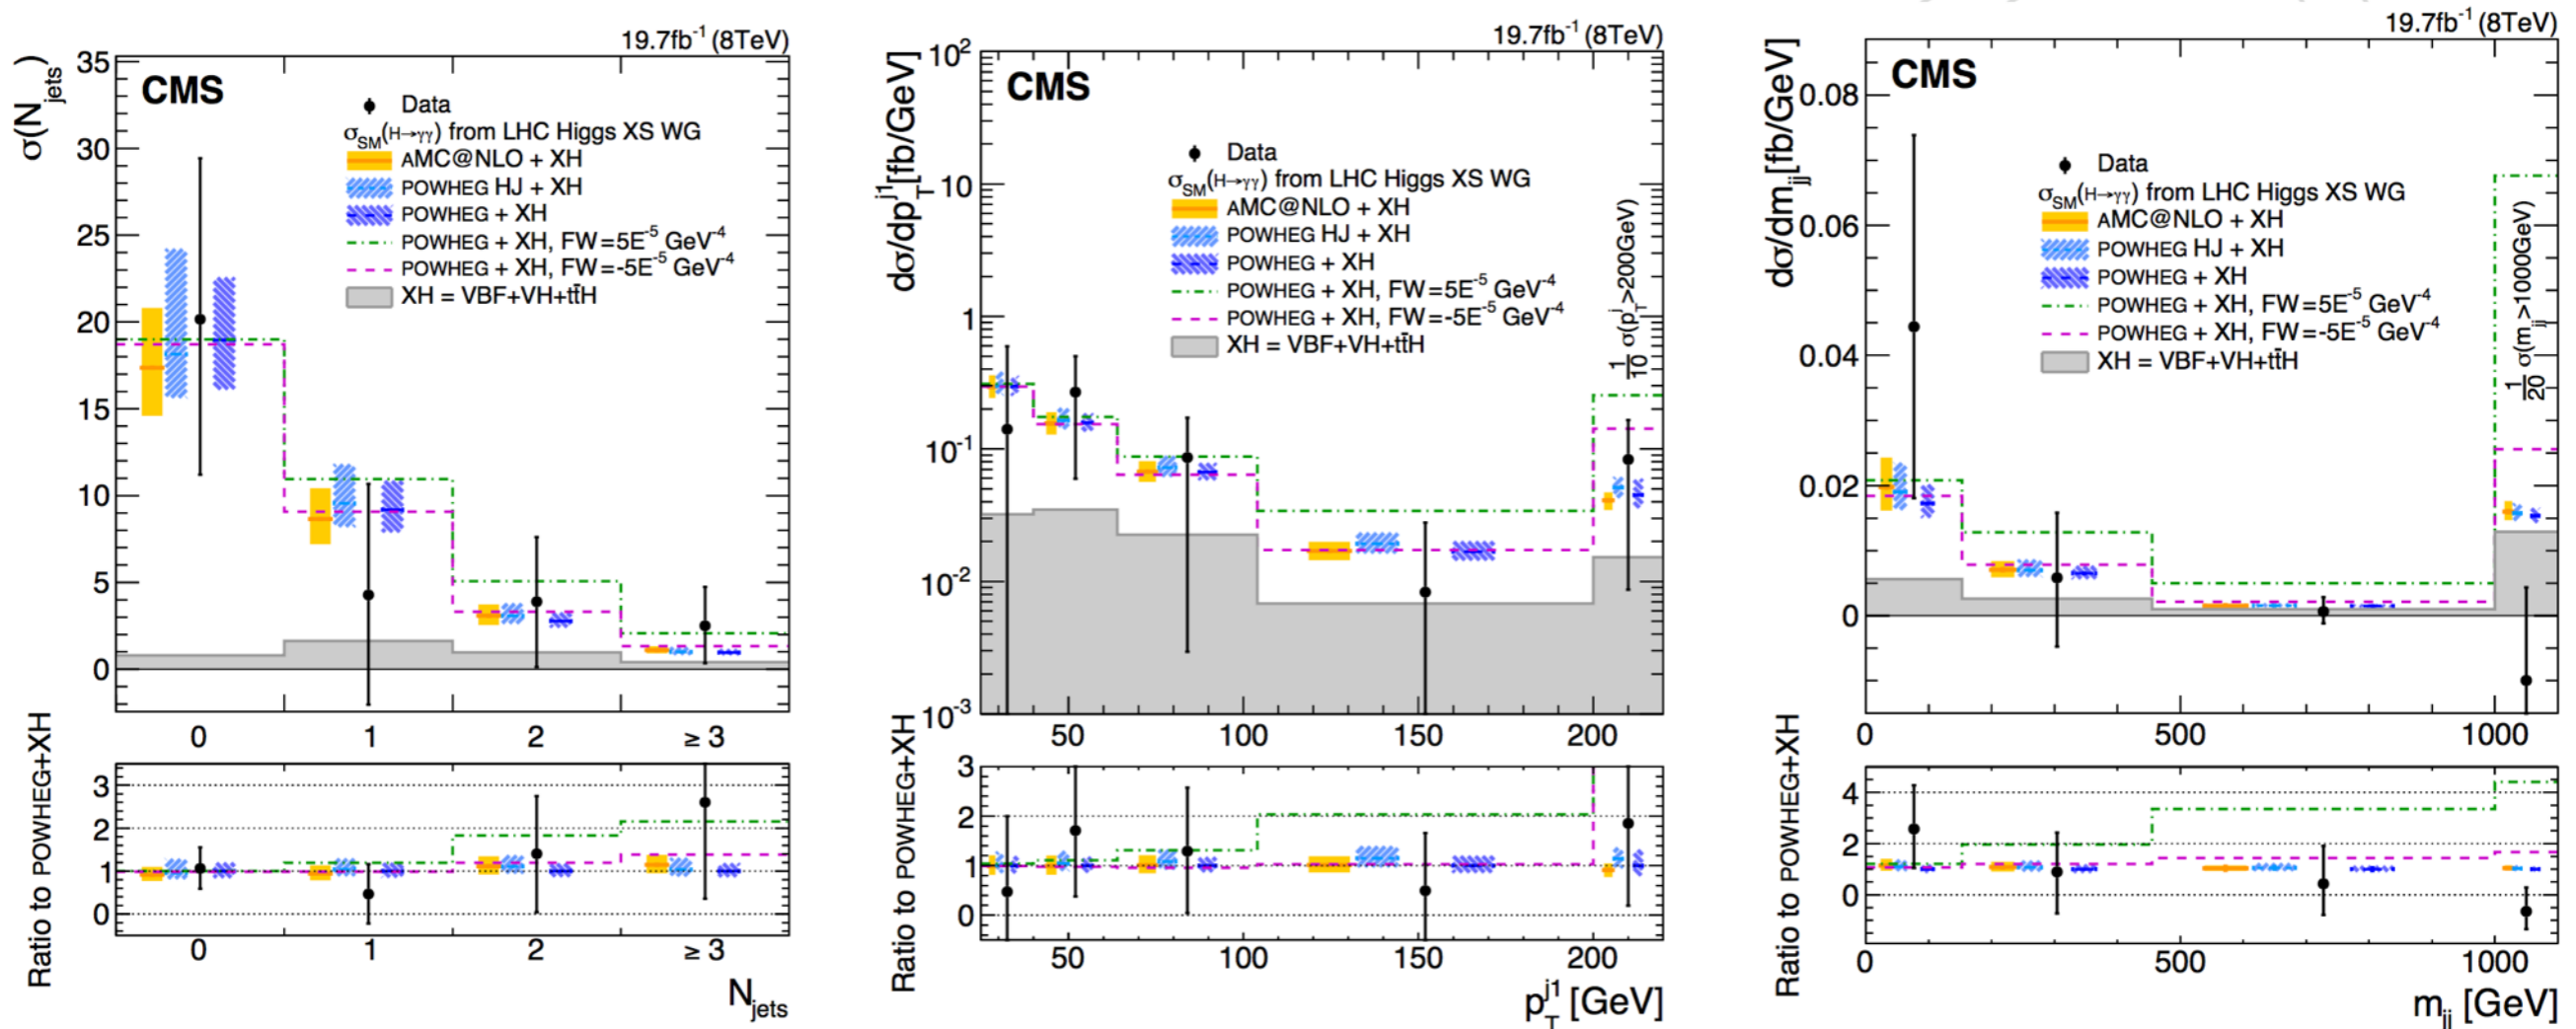 19.7fb⁻¹ (8TeV)
σ(N_jets)
CMS
Data
σ_SM(H→γγ) from LHC Higgs XS WG
AMC@NLO + XH
POWHEG HJ + XH
POWHEG + XH
POWHEG + XH, FW=5E⁻⁵ GeV⁻⁴
POWHEG + XH, FW=-5E⁻⁵ GeV⁻⁴
XH = VBF+VH+tt̄H
35
30
25
20
15
10
5
0
0 1 2 ≥ 3
Ratio to POWHEG+XH
3
2
1
0
0 1 2 ≥ 3
N_jets
19.7fb⁻¹ (8TeV)
dσ/dp_T^j1 [fb/GeV]
CMS
Data
σ_SM(H→γγ) from LHC Higgs XS WG
AMC@NLO + XH
POWHEG HJ + XH
POWHEG + XH
POWHEG + XH, FW=5E⁻⁵ GeV⁻⁴
POWHEG + XH, FW=-5E⁻⁵ GeV⁻⁴
XH = VBF+VH+tt̄H
1/10 σ(p_T^j>200GeV)
10²
10
1
10⁻¹
10⁻²
10⁻³
50 100 150 200
Ratio to POWHEG+XH
3
2
1
0
50 100 150 200
p_T^j1 [GeV]
19.7fb⁻¹ (8TeV)
dσ/dm_jj [fb/GeV]
CMS
Data
σ_SM(H→γγ) from LHC Higgs XS WG
AMC@NLO + XH
POWHEG HJ + XH
POWHEG + XH
POWHEG + XH, FW=5E⁻⁵ GeV⁻⁴
POWHEG + XH, FW=-5E⁻⁵ GeV⁻⁴
XH = VBF+VH+tt̄H
1/20 σ(m_jj>1000GeV)
0.08
0.06
0.04
0.02
0
0 500 1000
Ratio to POWHEG+XH
4
2
0
0 500 1000
m_jj [GeV]